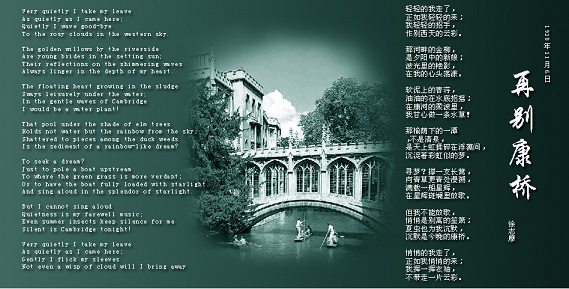 Very quietly I take my leave
As quietly as I came here;
Quietly I wave good-bye
To the rosy clouds in the western sky.
The golden willows by the riverside
Are young brides in the setting sun;
Their reflections on the shimmering waves
Always linger in the depth of my heart.
The floating heart growing in the sludge
Sways leisurely under the water;
In the gentle waves of Cambridge
I would be a water plant!
That pool under the shade of elm trees
Holds not water but the rainbow from the sky;
Shattered to pieces among the duck weeds
Is the sediment of a rainbow-like dream?
To seek a dream?
Just to pole a boat upstream
To where the green grass is more verdant;
Or to have the boat fully loaded with starlight
And sing aloud in the splendor of starlight.
But I cannot sing aloud
Quietness is my farewell music;
Even summer insects keep silence for me
Silent is Cambridge tonight!
Very quietly I take my leave
As quietly as I came here;
Gently I flick my sleeves
Not even a wisp of cloud will I bring away
轻轻的我走了,
正如我轻轻的来;
我轻轻的招手,
作别西天的云彩。
那河畔的金柳,
是夕阳中的新娘;
波光里的艳影,
在我的心头荡漾。
软泥上的青荇,
油油的在水底招摇;
在康河的柔波里,
我甘心做一条水草!
那榆荫下的一潭
,不是清泉,
是天上虹揉碎在浮藻间,
沉淀着彩虹似的梦。
寻梦?撑一支长篙,
向青草更青处漫溯,
满载一船星辉,
在星辉斑斓里放歌。
但我不能放歌,
悄悄是别离的笙箫;
夏虫也为我沉默,
沉默是今晚的康桥。
悄悄的我走了,
正如我悄悄的来;
我挥一挥衣袖,
不带走一片云彩。
再别康桥
徐志摩
1928年11月6日